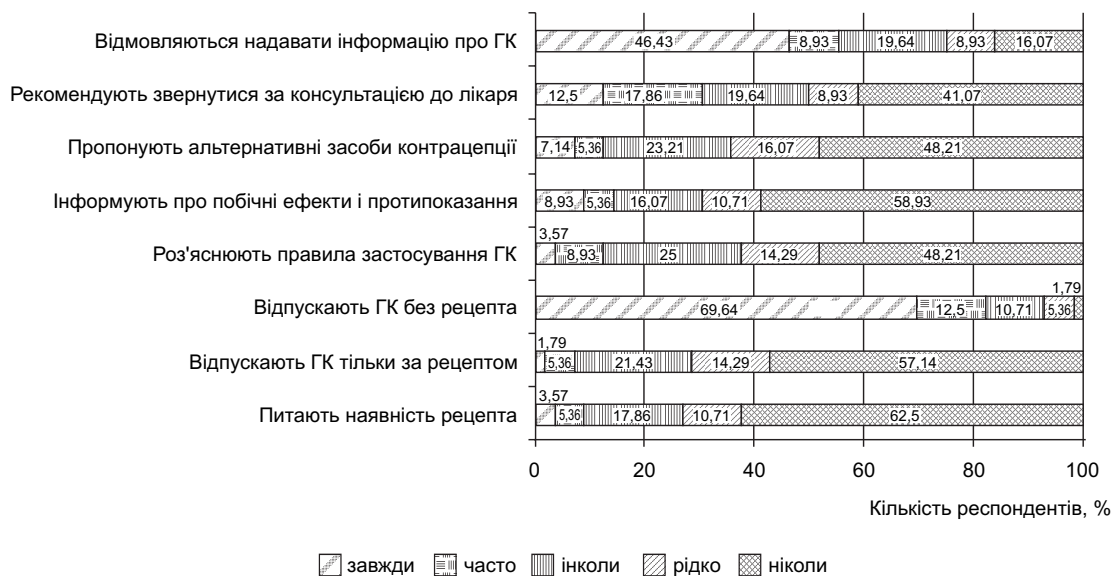 Відмовляються надавати інформацію про ГК
46,43 8,93 19,64 8,93 16,07
Рекомендують звернутися за консультацією до лікаря
12,5 17,86 19,64 8,93 41,07
Пропонують альтернативні засоби контрацепції
7,14 5,36 23,21 16,07 48,21
Інформують про побічні ефекти і протипоказання
8,93 5,36 16,07 10,71 58,93
3,57
Роз'яснюють правила застосування ГК
8,93 25 14,29 48,21
1,79
Відпускають ГК без рецепта
69,64 12,5 10,71 5,36
1,79
Відпускають ГК тільки за рецептом
5,36 21,43 14,29 57,14
3,57
Питають наявність рецепта
5,36 17,86 10,71 62,5
0 20 40 60 80 100
Кількість респондентів, %
завжди часто інколи рідко ніколи